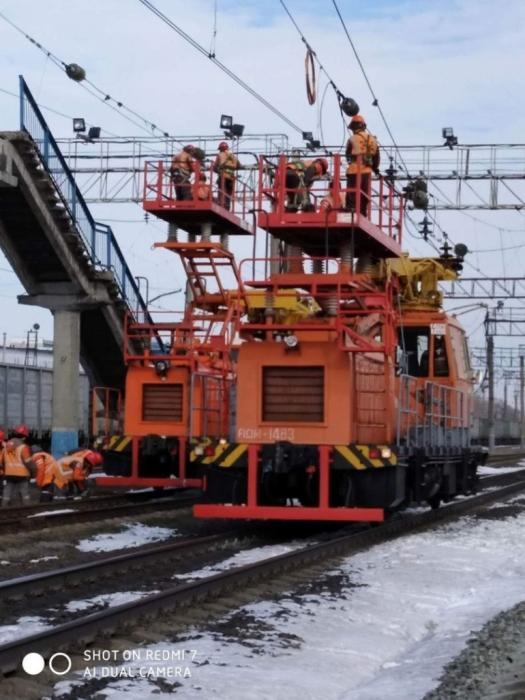 АДМ-1483
SHOT ON REDMI 7
AI DUAL CAMERA